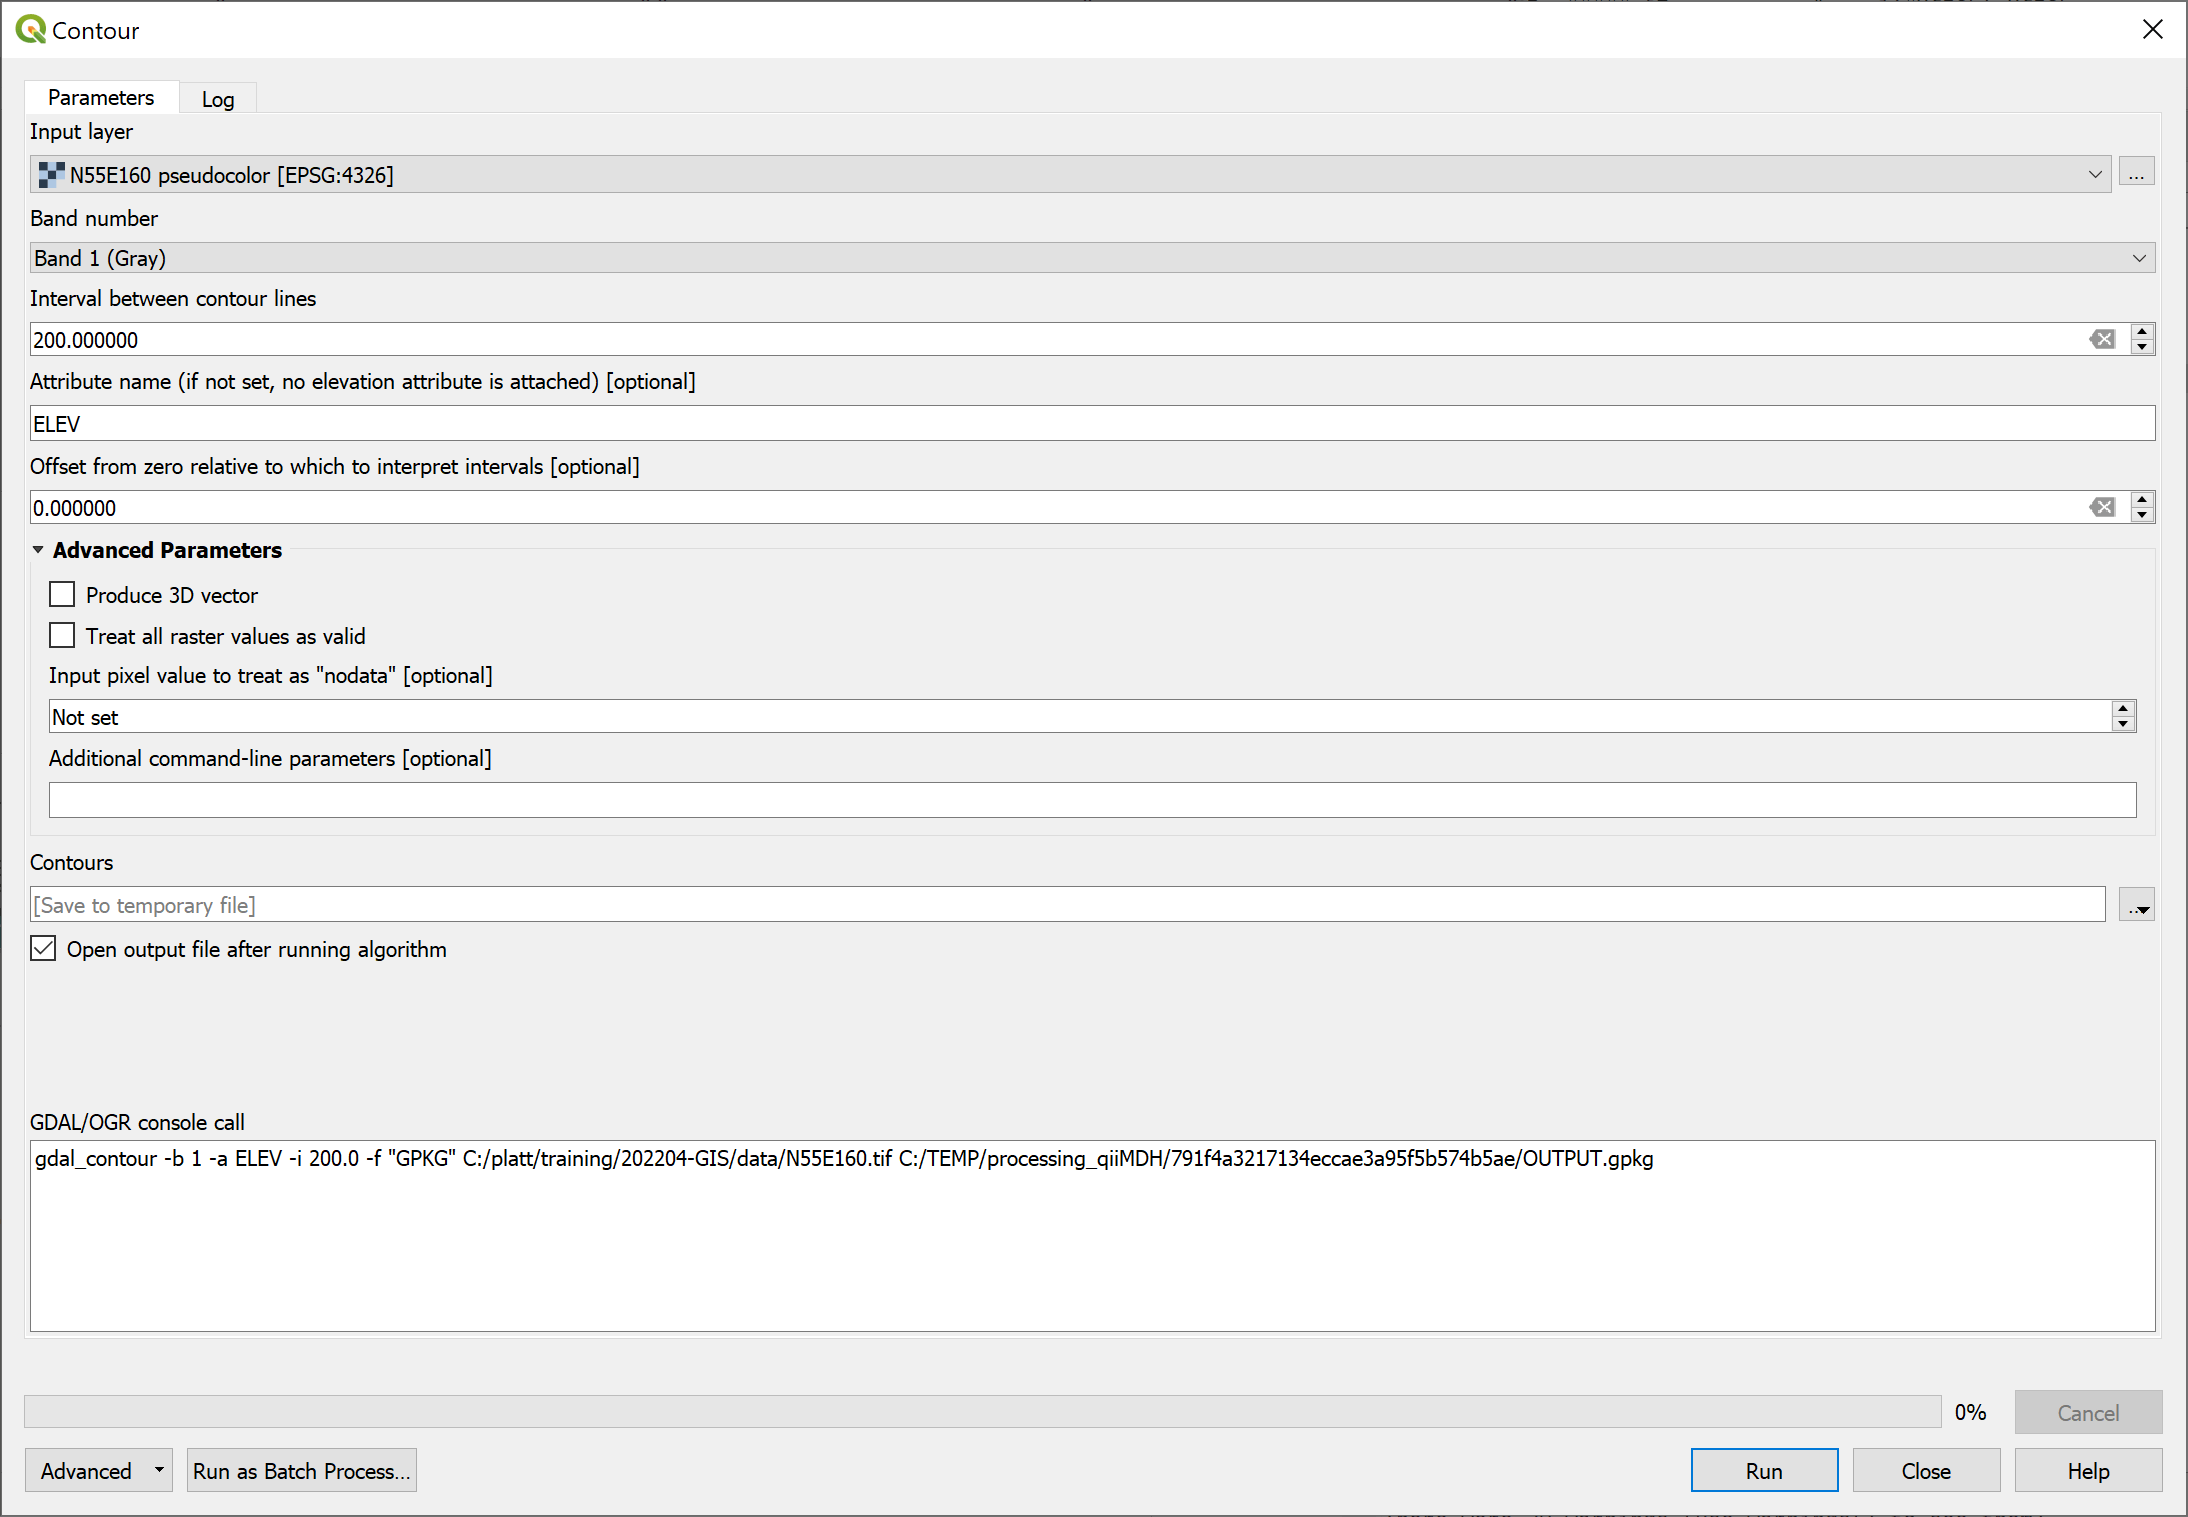 Contour
Parameters
Log
Input layer
N55E160 pseudocolor [EPSG:4326]
...
Band number
Band 1 (Gray)
Interval between contour lines
200.000000
Attribute name (if not set, no elevation attribute is attached) [optional]
ELEV
Offset from zero relative to which to interpret intervals [optional]
0.000000
Advanced Parameters
Produce 3D vector
Treat all raster values as valid
Input pixel value to treat as "nodata" [optional]
Not set
Additional command-line parameters [optional]
Contours
[Save to temporary file]
Open output file after running algorithm
GDAL/OGR console call
gdal_contour -b 1 -a ELEV -i 200.0 -f "GPKG" C:/platt/training/202204-GIS/data/N55E160.tif C:/TEMP/processing_qiiMDH/791f4a3217134eccae3a95f5b574b5ae/OUTPUT.gpkg
0%
Cancel
Advanced
Run as Batch Process...
Run
Close
Help